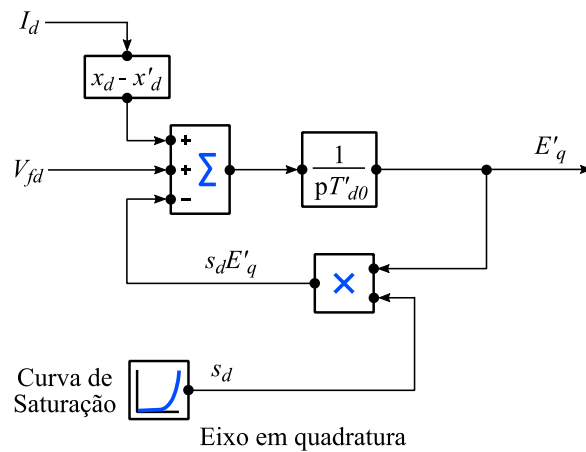 I_d
x_d - x'_d
+
V_fd
+
Σ
-
1
pT'_d0
E'_q
s_dE'_q
×
Curva de
Saturação
s_d
Eixo em quadratura